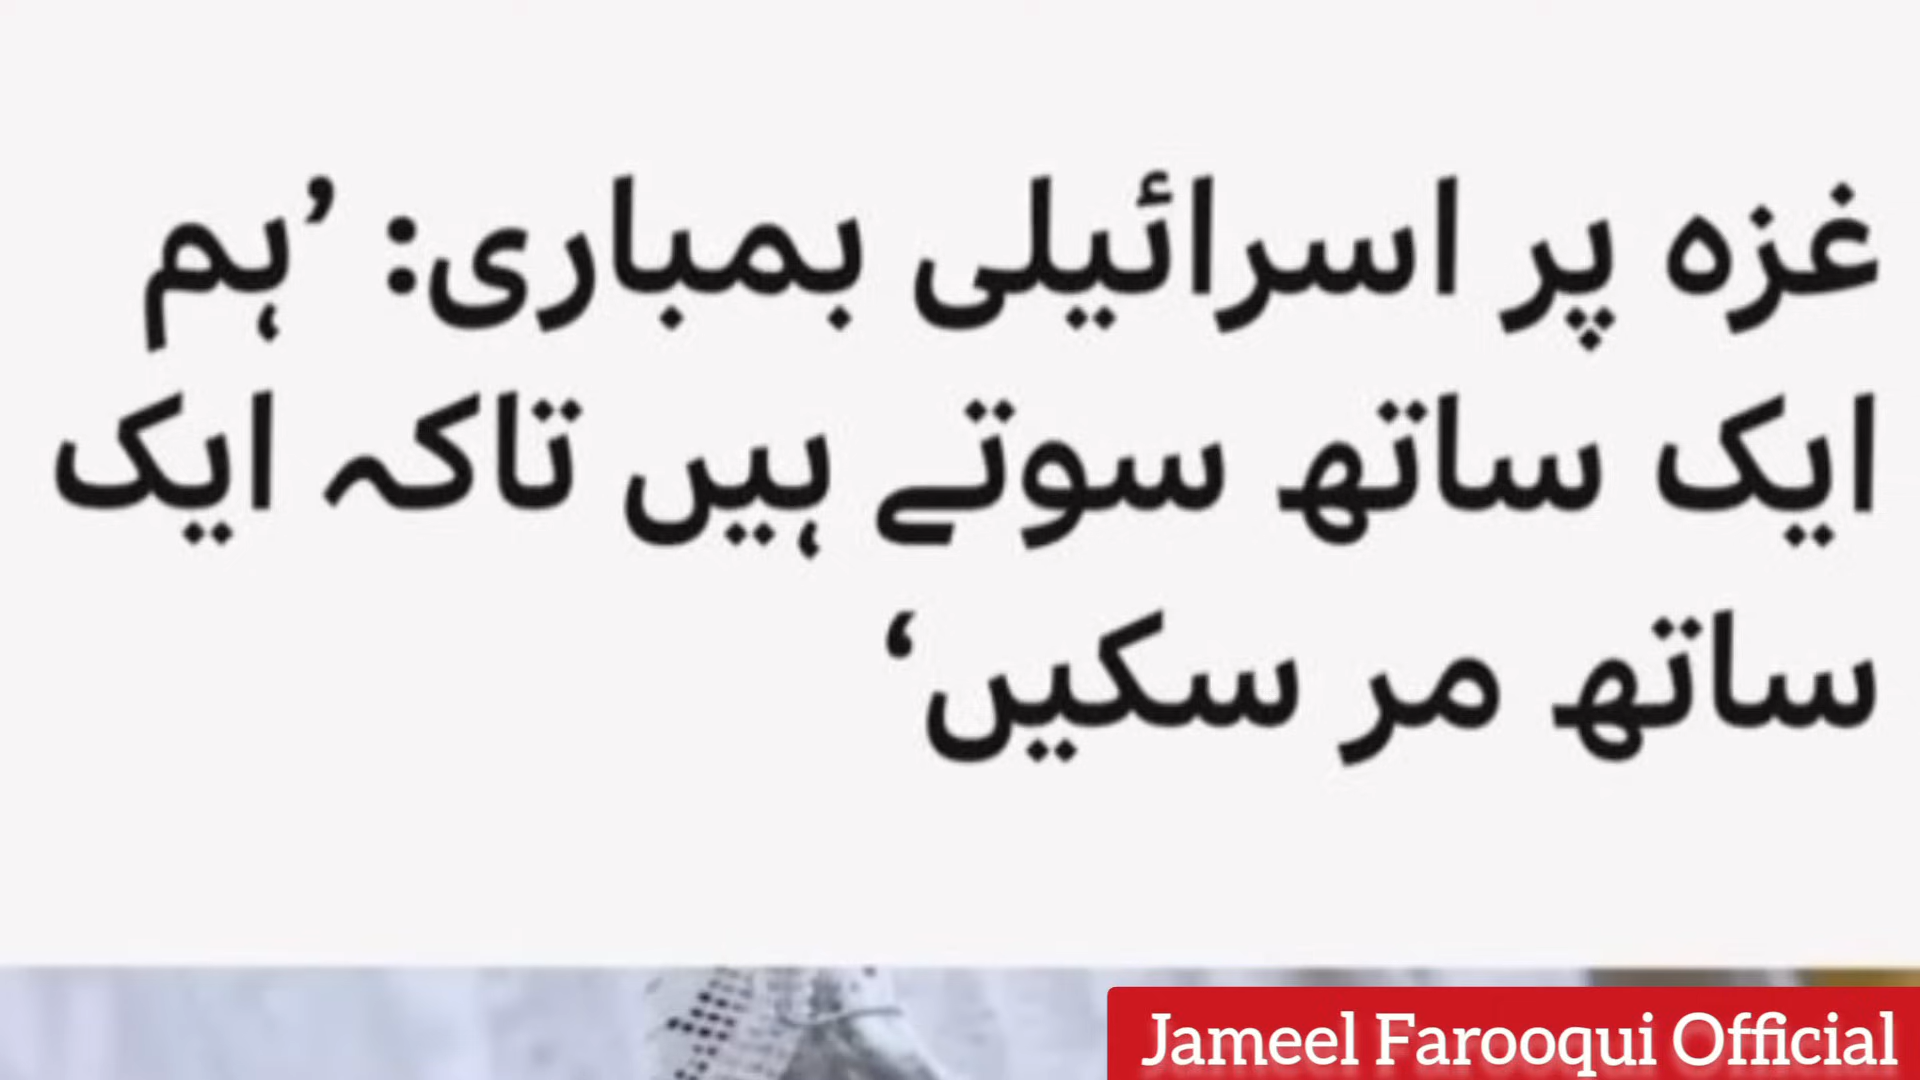 غزہ پر اسرائیلی بمباری: ’ہم
ایک ساتھ سوتے ہیں تاکہ ایک
ساتھ مر سکیں‘
Jameel Farooqui Official